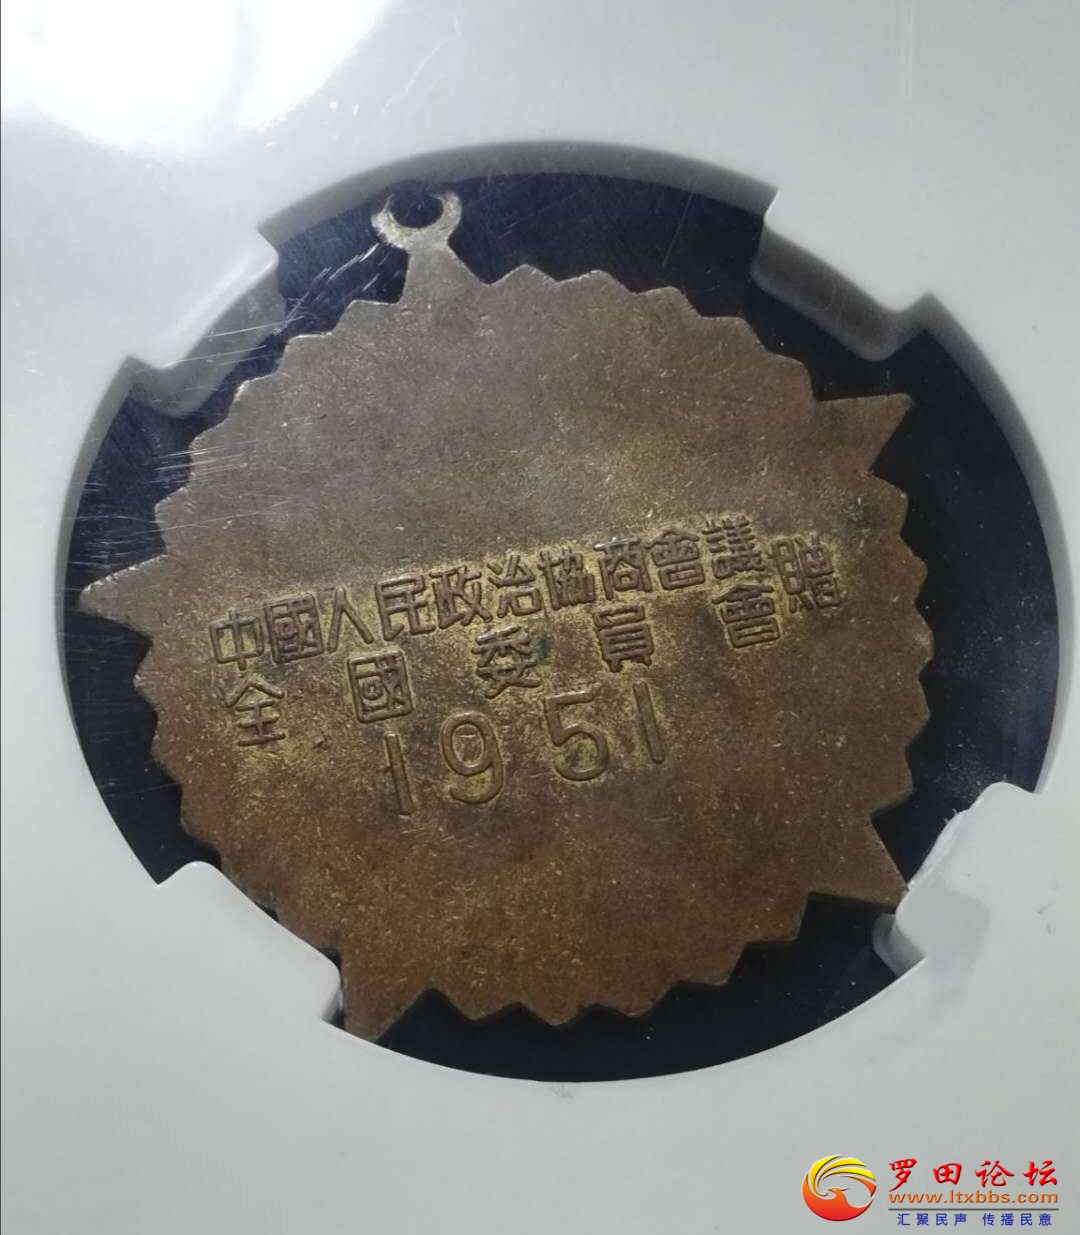 中國人民政治協商會議
全國委員會贈
1951
罗田论坛
www.ltxbbs.com
汇聚民声 传播民意